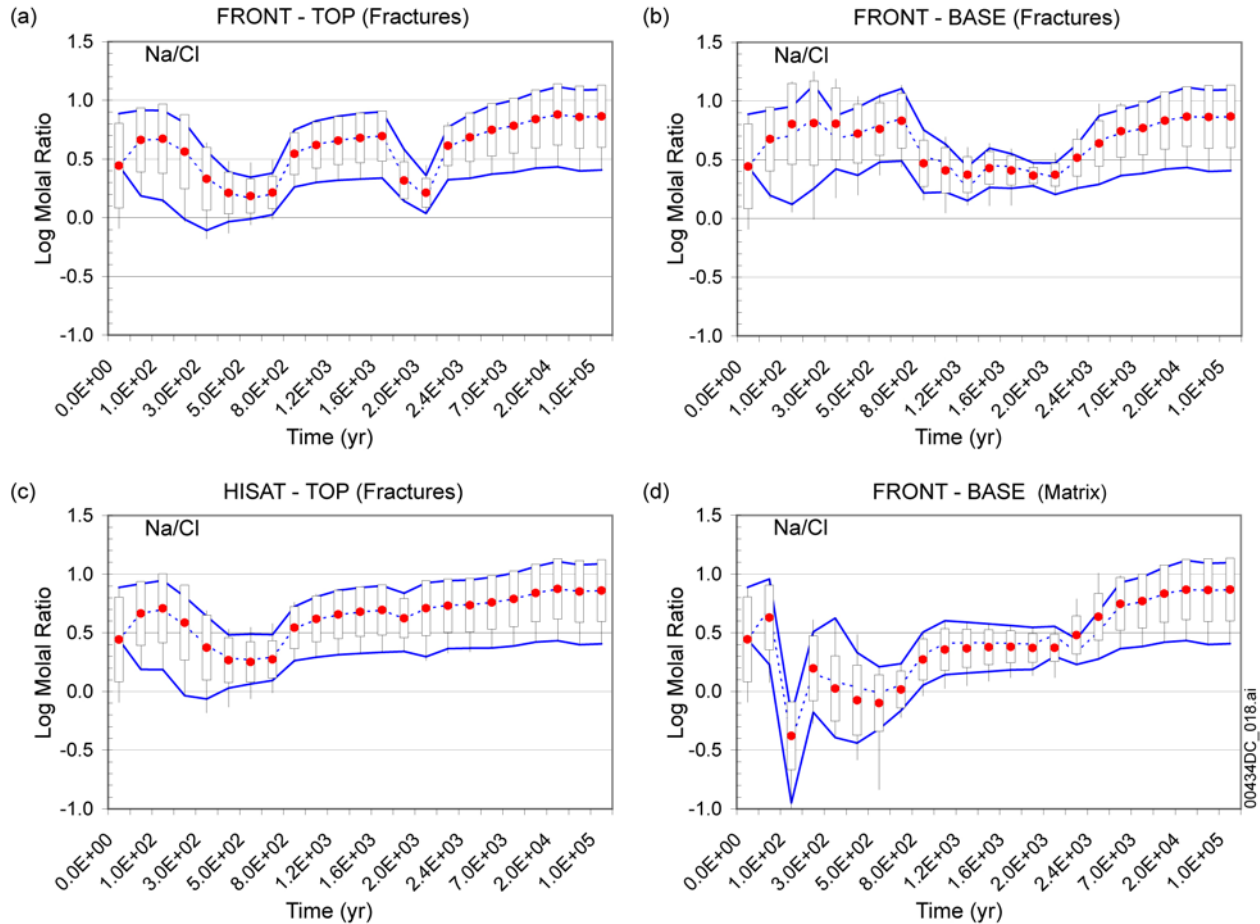 (a)
FRONT - TOP (Fractures)
Na/Cl
Log Molal Ratio
1.5
1.0
0.5
0.0
-0.5
-1.0
0.0E+00
1.0E+02
3.0E+02
5.0E+02
8.0E+02
1.2E+03
1.6E+03
2.0E+03
2.4E+03
7.0E+03
2.0E+04
1.0E+05
Time (yr)
(b)
FRONT - BASE (Fractures)
Na/Cl
Log Molal Ratio
1.5
1.0
0.5
0.0
-0.5
-1.0
0.0E+00
1.0E+02
3.0E+02
5.0E+02
8.0E+02
1.2E+03
1.6E+03
2.0E+03
2.4E+03
7.0E+03
2.0E+04
1.0E+05
Time (yr)
(c)
HISAT - TOP (Fractures)
Na/Cl
Log Molal Ratio
1.5
1.0
0.5
0.0
-0.5
-1.0
0.0E+00
1.0E+02
3.0E+02
5.0E+02
8.0E+02
1.2E+03
1.6E+03
2.0E+03
2.4E+03
7.0E+03
2.0E+04
1.0E+05
Time (yr)
(d)
FRONT - BASE (Matrix)
Na/Cl
Log Molal Ratio
1.5
1.0
0.5
0.0
-0.5
-1.0
0.0E+00
1.0E+02
3.0E+02
5.0E+02
8.0E+02
1.2E+03
1.6E+03
2.0E+03
2.4E+03
7.0E+03
2.0E+04
1.0E+05
Time (yr)
00434DC_018.ai